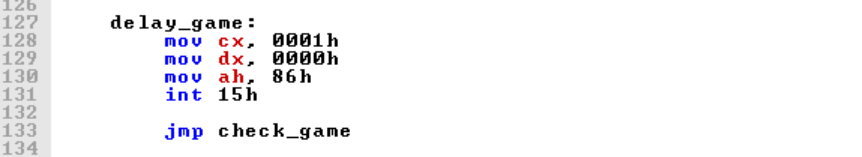 126
127 delay_game:
128 mov cx, 0001h
129 mov dx, 0000h
130 mov ah, 86h
131 int 15h
132
133 jmp check_game
134